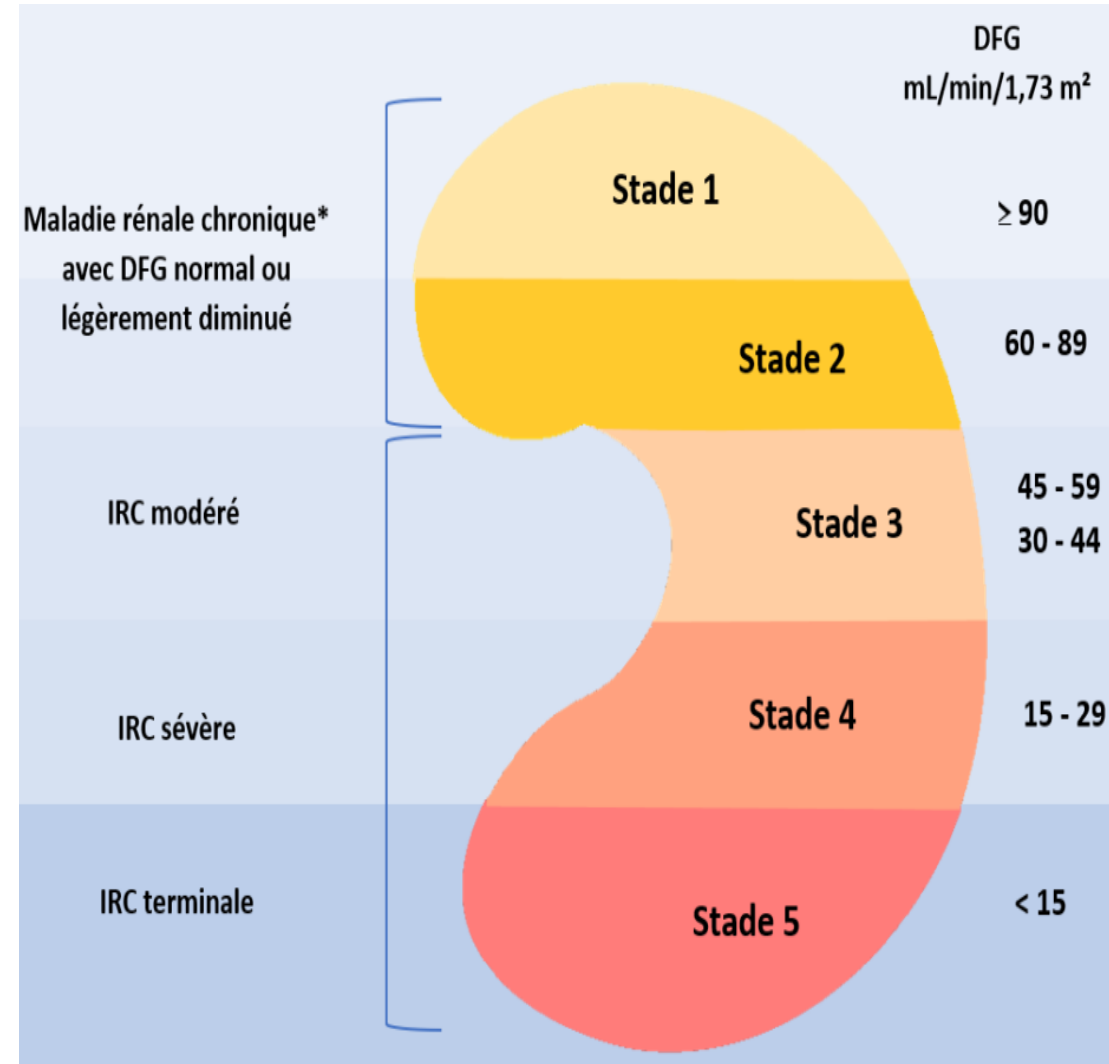 DFG
mL/min/1,73 m²
Stade 1
≥ 90
Maladie rénale chronique*
avec DFG normal ou
légèrement diminué
Stade 2
60 - 89
IRC modéré
Stade 3
45 - 59
30 - 44
IRC sévère
Stade 4
15 - 29
IRC terminale
Stade 5
< 15